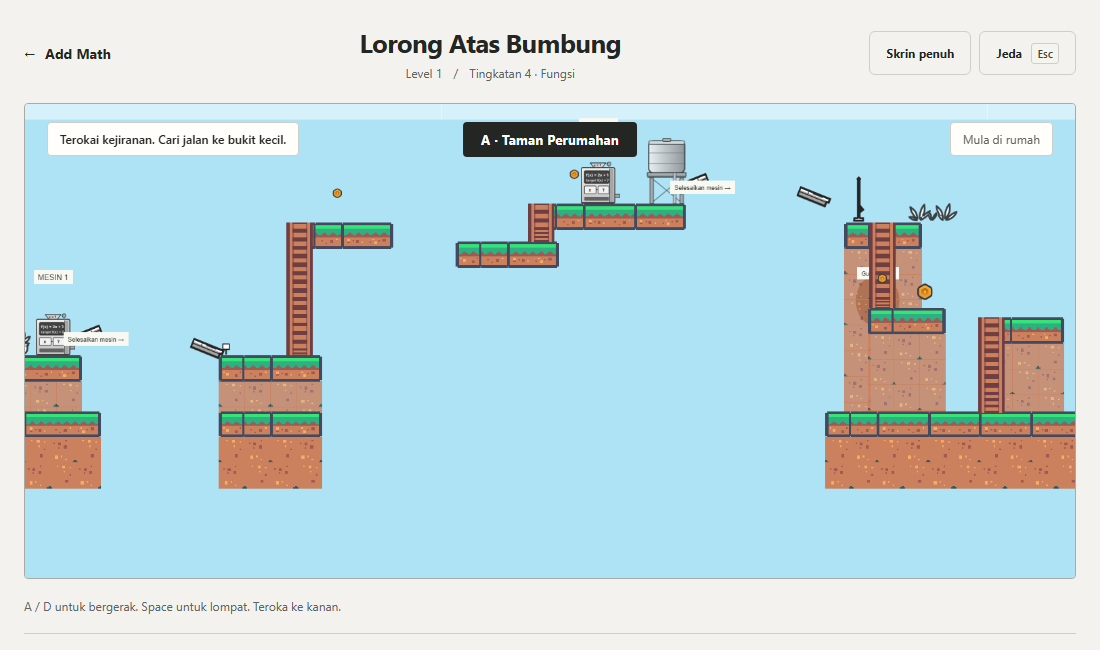 ← Add Math
Lorong Atas Bumbung
Level 1 / Tingkatan 4 · Fungsi
Skrin penuh
Jeda Esc
Terokai kejiranan. Cari jalan ke bukit kecil.
A · Taman Perumahan
Mula di rumah
Selesaikan mesin →
MESIN 1
Selesaikan mesin →
A / D untuk bergerak. Space untuk lompat. Teroka ke kanan.